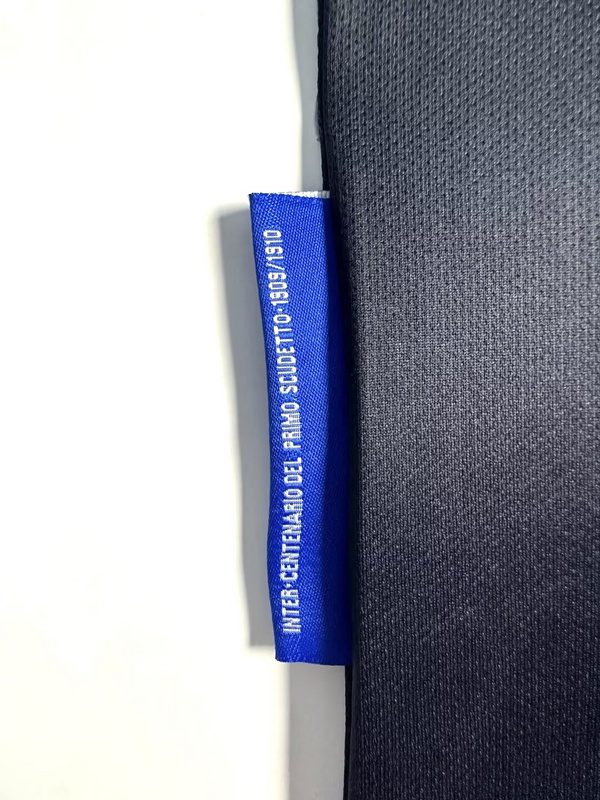 INTER·CENTENARIO DEL PRIMO SCUDETTO·1909/1910